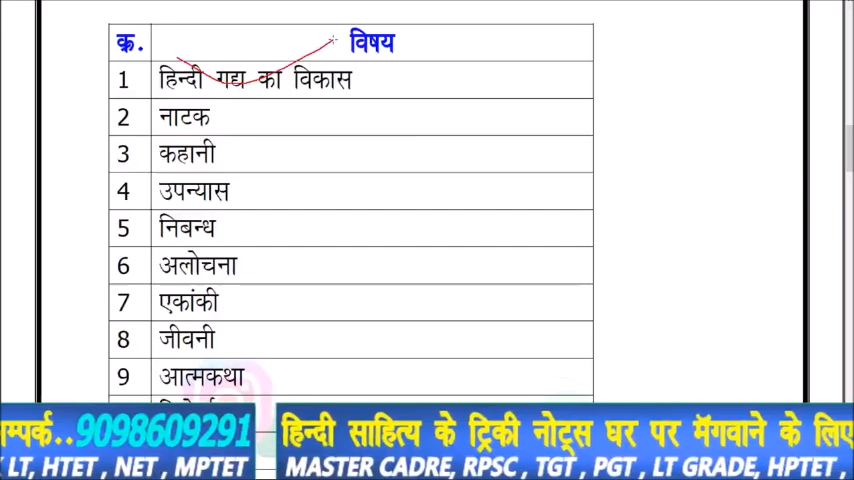 क्र. विषय
1 हिन्दी गद्य का विकास
2 नाटक
3 कहानी
4 उपन्यास
5 निबन्ध
6 अलोचना
7 एकांकी
8 जीवनी
9 आत्मकथा
म्पर्क..9098609291 हिन्दी साहित्य के ट्रिकी नोट्स घर पर मँगवाने के लिए
LT, HTET , NET , MPTET MASTER CADRE, RPSC , TGT , PGT , LT GRADE, HPTET ,